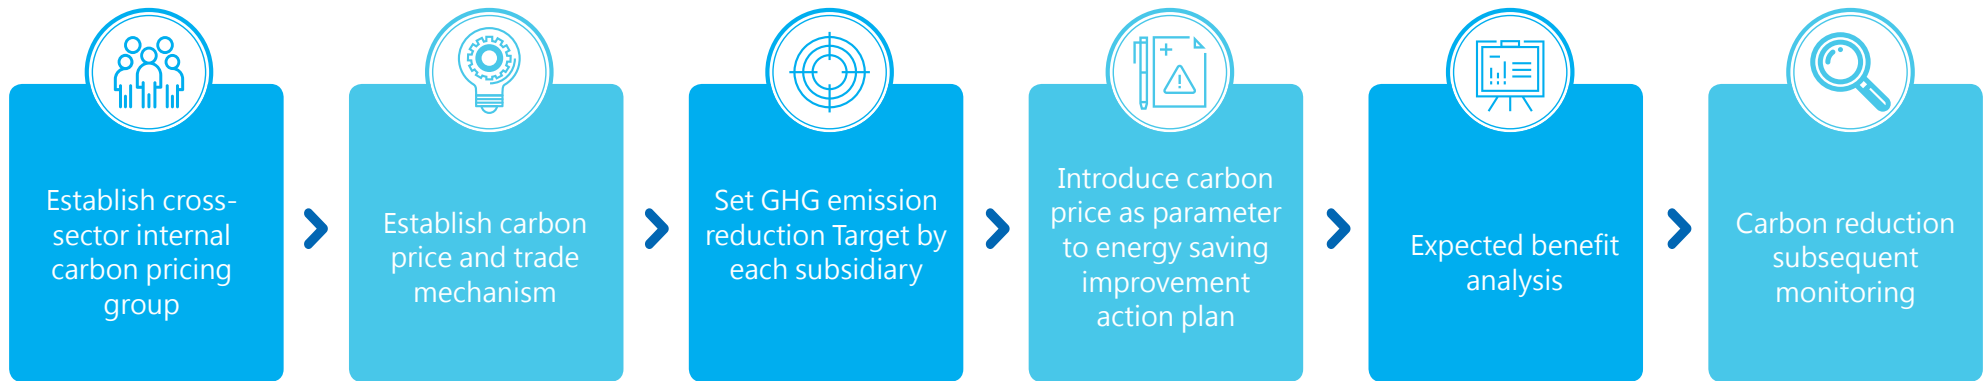 Establish cross-
sector internal
carbon pricing
group
Establish carbon
price and trade
mechanism
Set GHG emission
reduction Target by
each subsidiary
Introduce carbon
price as parameter
to energy saving
improvement
action plan
Expected benefit
analysis
Carbon reduction
subsequent
monitoring